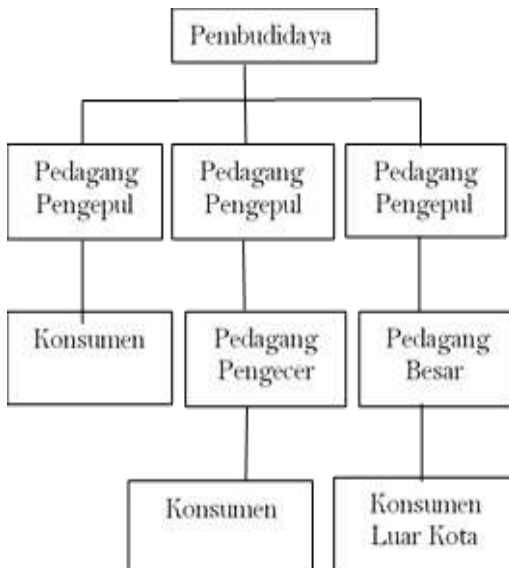 Pembudidaya
Pedagang
Pengepul
Pedagang
Pengepul
Pedagang
Pengepul
Konsumen
Pedagang
Pengecer
Pedagang
Besar
Konsumen
Konsumen
Luar Kota